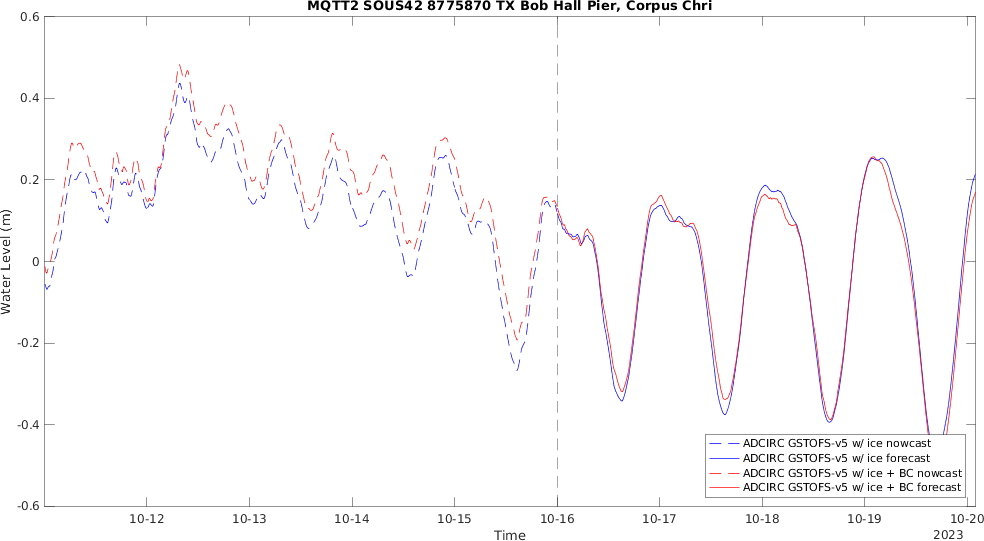 MQTT2 SOUS42 8775870 TX Bob Hall Pier, Corpus Chri
0.6
0.4
0.2
0
-0.2
-0.4
-0.6
Water Level (m)
ADCIRC GSTOFS-v5 w/ ice nowcast
ADCIRC GSTOFS-v5 w/ ice forecast
ADCIRC GSTOFS-v5 w/ ice + BC nowcast
ADCIRC GSTOFS-v5 w/ ice + BC forecast
10-12 10-13 10-14 10-15 10-16 10-17 10-18 10-19 10-20
Time 2023